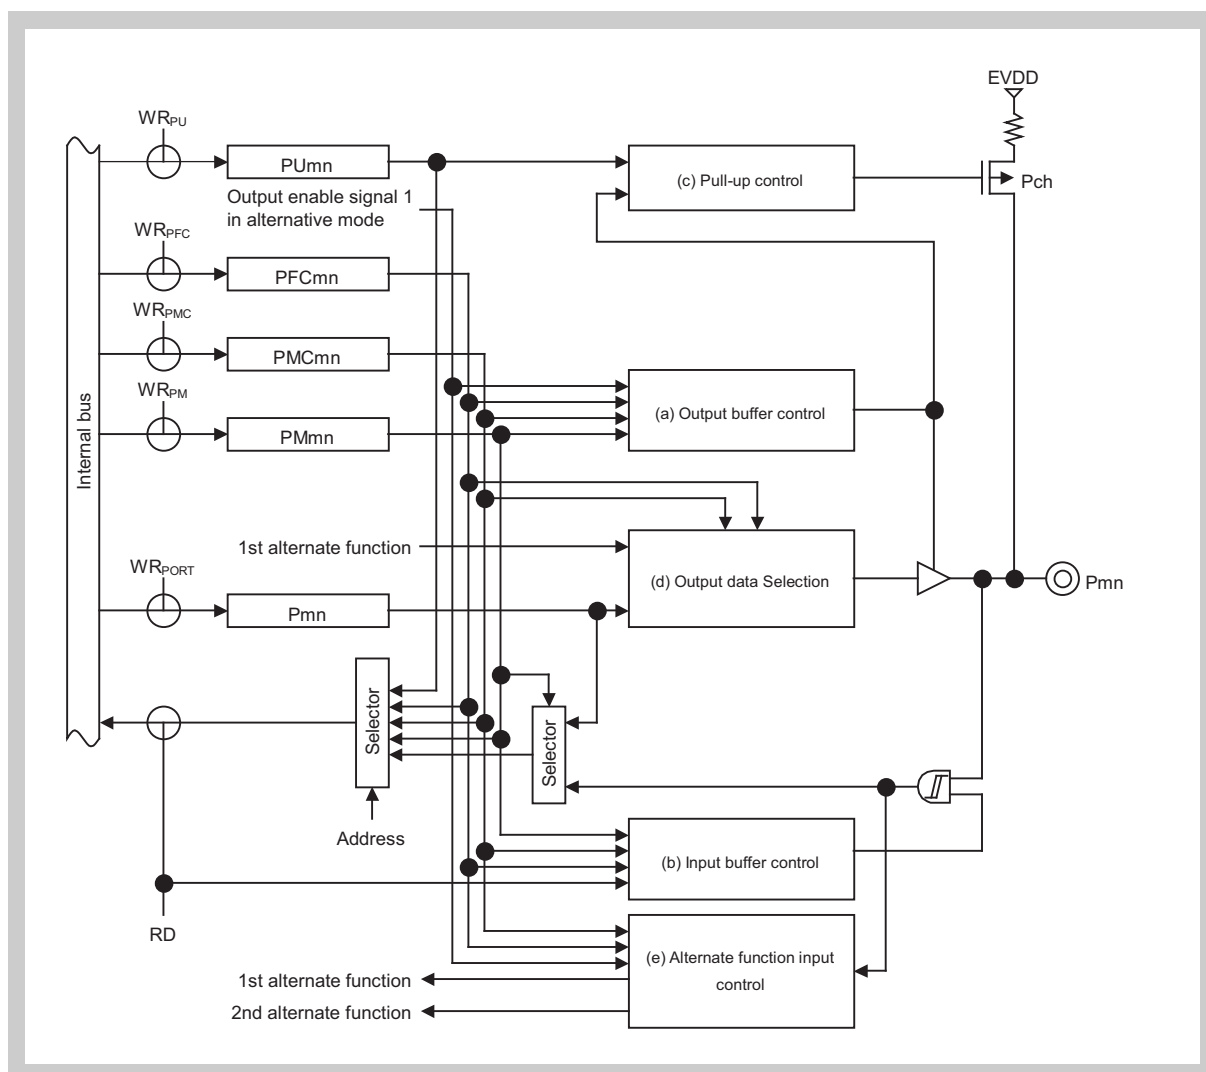 EVDD
WRPU
PUmn
(c) Pull-up control
Pch
Output enable signal 1
in alternative mode
WRPFC
PFCmn
WRPMC
PMCmn
WRPM
PMmn
(a) Output buffer control
Internal bus
1st alternate function
WRPORT
(d) Output data Selection
Pmn
Pmn
Selector
Selector
Address
(b) Input buffer control
RD
(e) Alternate function input
control
1st alternate function
2nd alternate function